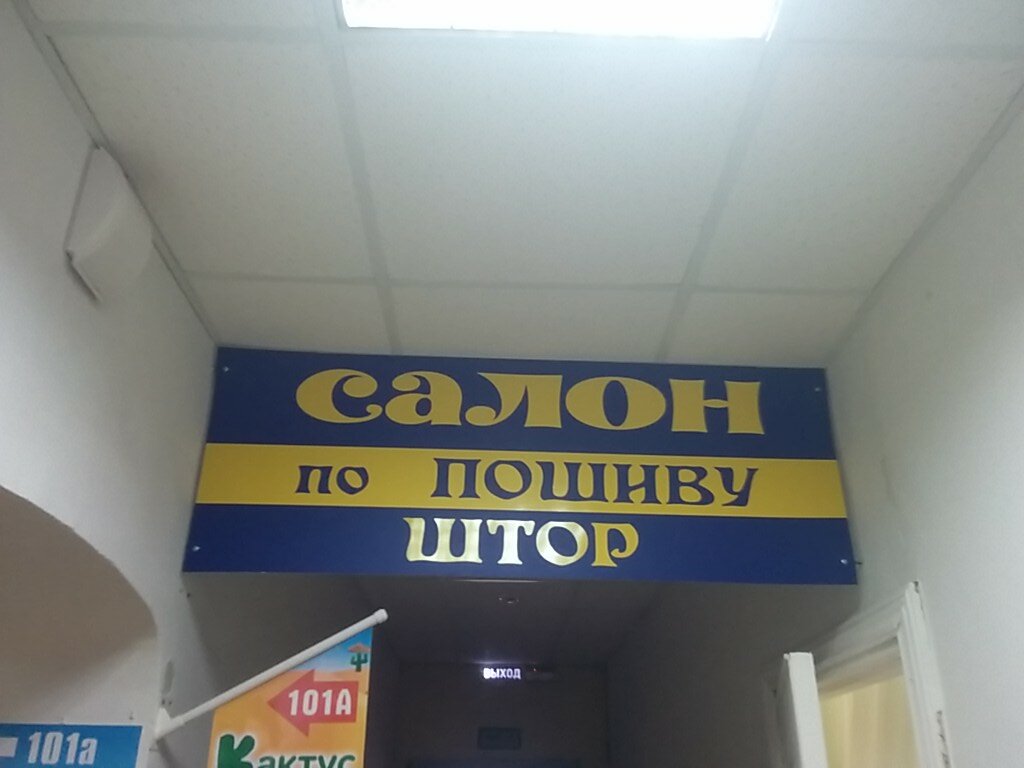 салон
по пошиву
штор
выход
101А
Кактус
101а